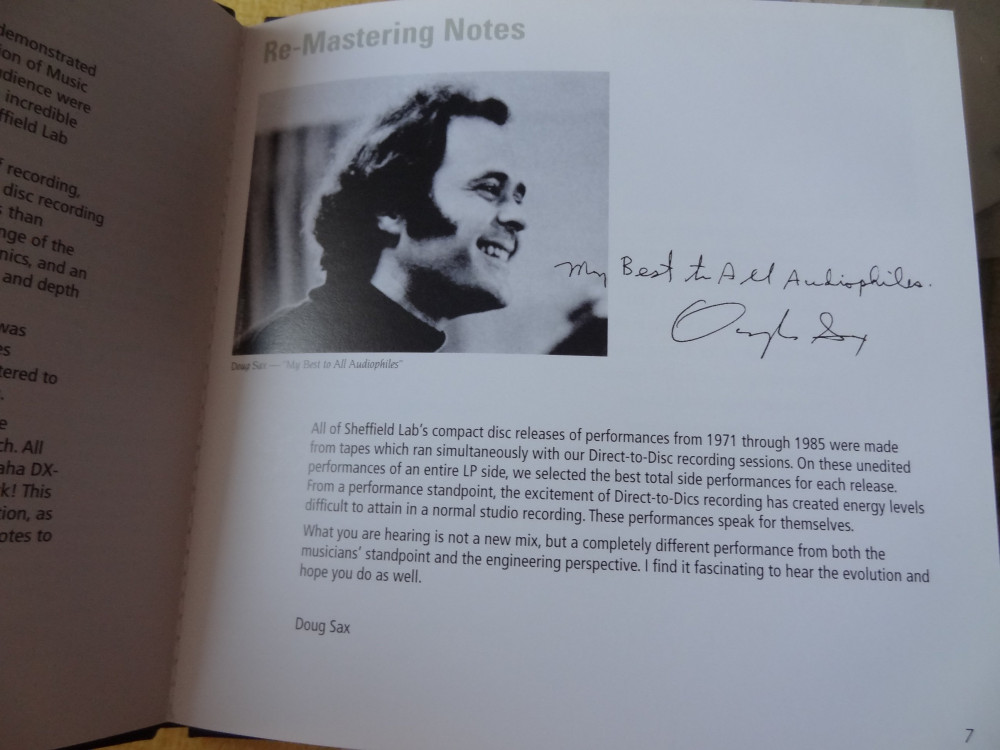 demonstrated
ion of Music
udience were
incredible
ffield Lab
f recording,
disc recording
s than
nge of the
nics, and an
and depth
was
es
tered to
.
e
ch. All
aha DX-
k! This
tion, as
otes to
Re-Mastering Notes
My Best to All Audiophiles.
Doug Sax
Doug Sax — "My Best to All Audiophiles"
All of Sheffield Lab's compact disc releases of performances from 1971 through 1985 were made
from tapes which ran simultaneously with our Direct-to-Disc recording sessions. On these unedited
performances of an entire LP side, we selected the best total side performances for each release.
From a performance standpoint, the excitement of Direct-to-Dics recording has created energy levels
difficult to attain in a normal studio recording. These performances speak for themselves.
What you are hearing is not a new mix, but a completely different performance from both the
musicians' standpoint and the engineering perspective. I find it fascinating to hear the evolution and
hope you do as well.
Doug Sax
7